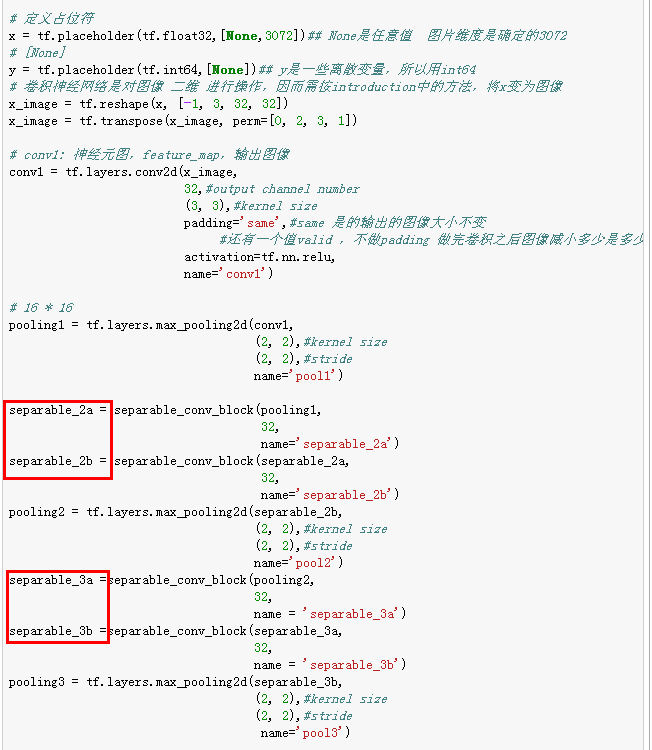 # 定义占位符
x = tf.placeholder(tf.float32,[None,3072])## None是任意值  图片维度是确定的3072
# [None]
y = tf.placeholder(tf.int64,[None])## y是一些离散变量，所以用int64
# 卷积神经网络是对图像 二维 进行操作，因而需按introduction中的方法，将x变为图像
x_image = tf.reshape(x, [-1, 3, 32, 32])
x_image = tf.transpose(x_image, perm=[0, 2, 3, 1])
# conv1: 神经元图，feature_map，输出图像
conv1 = tf.layers.conv2d(x_image,
32,#output channel number
(3, 3),#kernel size
padding='same',#same 是的输出的图像大小不变
#还有一个值valid ，不做padding 做完卷积之后图像减小多少是多少
activation=tf.nn.relu,
name='conv1')
# 16 * 16
pooling1 = tf.layers.max_pooling2d(conv1,
(2, 2),#kernel size
(2, 2),#stride
name='pool1')
separable_2a = separable_conv_block(pooling1,
32,
name='separable_2a')
separable_2b = separable_conv_block(separable_2a,
32,
name='separable_2b')
pooling2 = tf.layers.max_pooling2d(separable_2b,
(2, 2),#kernel size
(2, 2),#stride
name='pool2')
separable_3a =separable_conv_block(pooling2,
32,
name = 'separable_3a')
separable_3b =separable_conv_block(separable_3a,
32,
name = 'separable_3b')
pooling3 = tf.layers.max_pooling2d(separable_3b,
(2, 2),#kernel size
(2, 2),#stride
name='pool3')